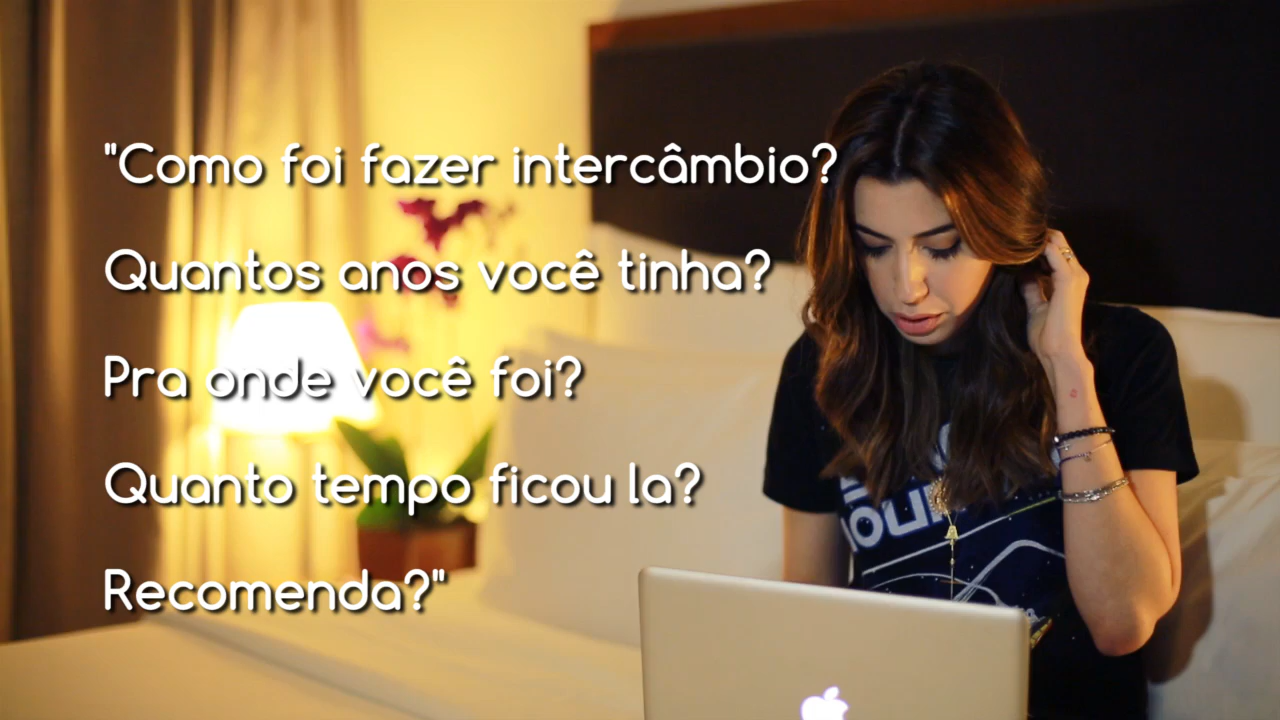 "Como foi fazer intercâmbio?
Quantos anos você tinha?
Pra onde você foi?
Quanto tempo ficou la?
Recomenda?"